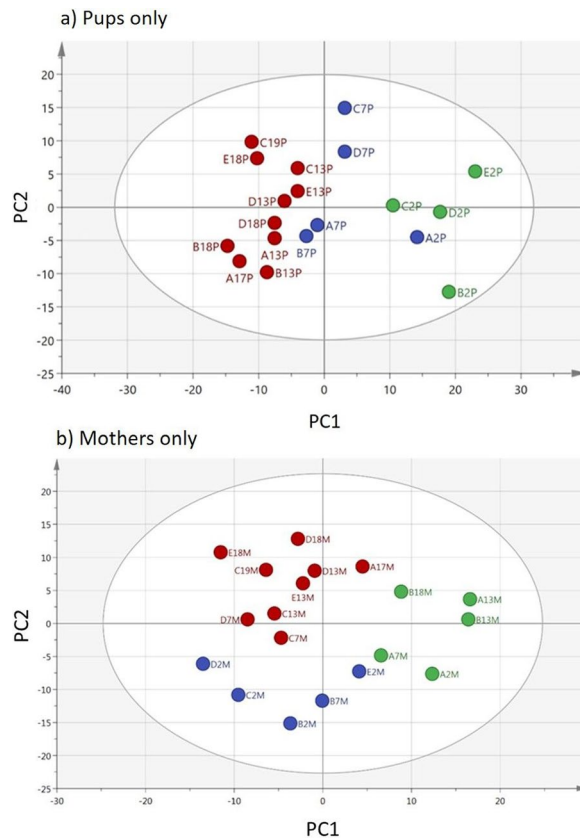 a) Pups only
20
15
10
5
0
-5
-10
-15
-20
-25
PC2
C7P
C19P
D7P
E18P
C13P
E2P
E13P
D13P
C2P
D2P
D18P
A7P
A2P
B18P
A13P
B7P
A17P
B13P
B2P
-40 -30 -20 -10 0 10 20 30
PC1
b) Mothers only
20
15
10
5
0
-5
-10
-15
-20
-25
PC2
D18M
E18M
C19M
D13M
A17M
E13M
B18M
A13M
C13M
B13M
D7M
C7M
A7M
D2M
E2M
A2M
C2M
B7M
B2M
-30 -20 -10 0 10 20
PC1